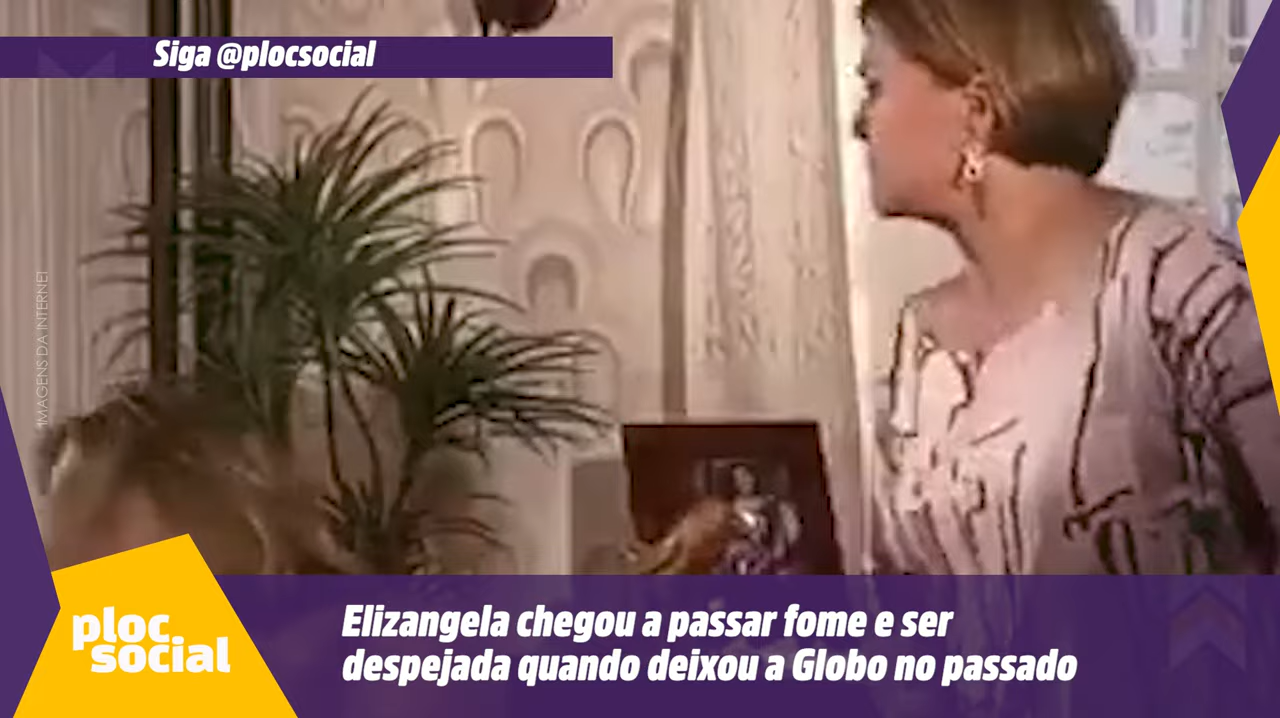 Siga @plocsocial
IMAGENS DA INTERNET
ploc
social
Elizangela chegou a passar fome e ser
despejada quando deixou a Globo no passado